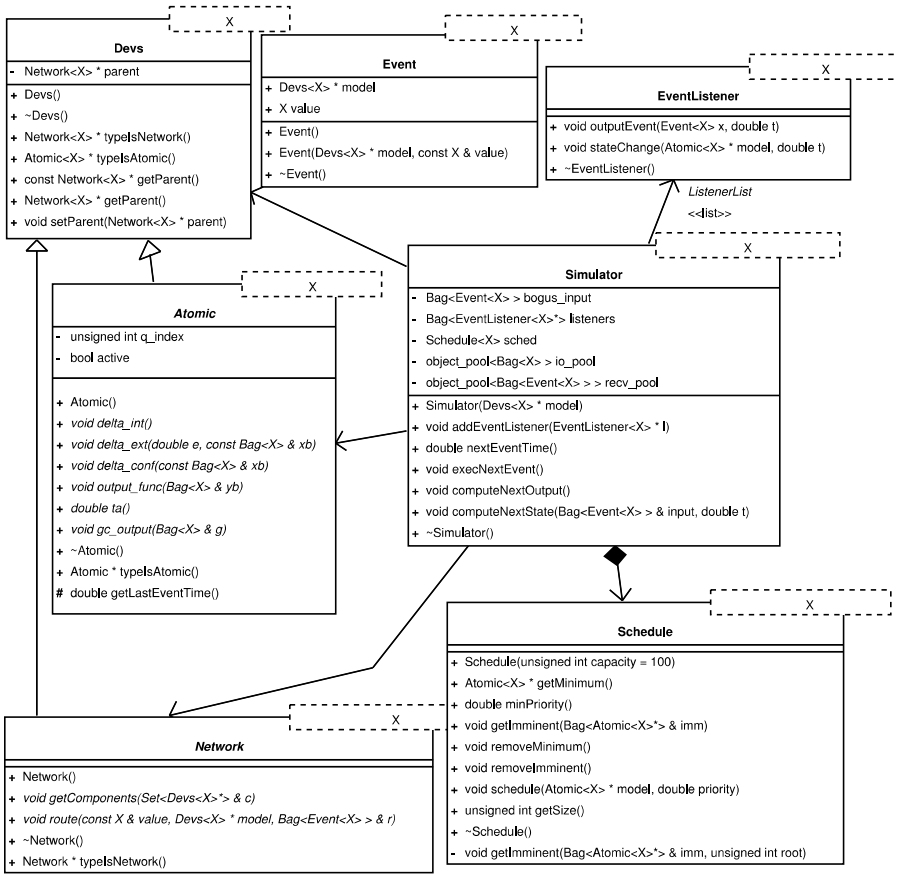 X
Devs
- Network<X> * parent
+ Devs()
+ ~Devs()
+ Network<X> * typeIsNetwork()
+ Atomic<X> * typeIsAtomic()
+ const Network<X> * getParent()
+ Network<X> * getParent()
+ void setParent(Network<X> * parent)
X
Event
+ Devs<X> * model
+ X value
+ Event()
+ Event(Devs<X> * model, const X & value)
+ ~Event()
X
EventListener
+ void outputEvent(Event<X> x, double t)
+ void stateChange(Atomic<X> * model, double t)
+ ~EventListener()
ListenerList
<<list>>
X
Atomic
- unsigned int q_index
- bool active
+ Atomic()
+ void delta_int()
+ void delta_ext(double e, const Bag<X> & xb)
+ void delta_conf(const Bag<X> & xb)
+ void output_func(Bag<X> & yb)
+ double ta()
+ void gc_output(Bag<X> & g)
+ ~Atomic()
+ Atomic * typeIsAtomic()
# double getLastEventTime()
X
Simulator
- Bag<Event<X> > bogus_input
- Bag<EventListener<X>*> listeners
- Schedule<X> sched
- object_pool<Bag<X> > io_pool
- object_pool<Bag<Event<X> > > recv_pool
+ Simulator(Devs<X> * model)
+ void addEventListener(EventListener<X> * l)
+ double nextEventTime()
+ void execNextEvent()
+ void computeNextOutput()
+ void computeNextState(Bag<Event<X> > & input, double t)
+ ~Simulator()
X
Schedule
+ Schedule(unsigned int capacity = 100)
+ Atomic<X> * getMinimum()
+ double minPriority()
+ void getImminent(Bag<Atomic<X>*> & imm)
+ void removeMinimum()
+ void removeImminent()
+ void schedule(Atomic<X> * model, double priority)
+ unsigned int getSize()
+ ~Schedule()
- void getImminent(Bag<Atomic<X>*> & imm, unsigned int root)
X
Network
+ Network()
+ void getComponents(Set<Devs<X>*> & c)
+ void route(const X & value, Devs<X> * model, Bag<Event<X> > & r)
+ ~Network()
+ Network * typeIsNetwork()